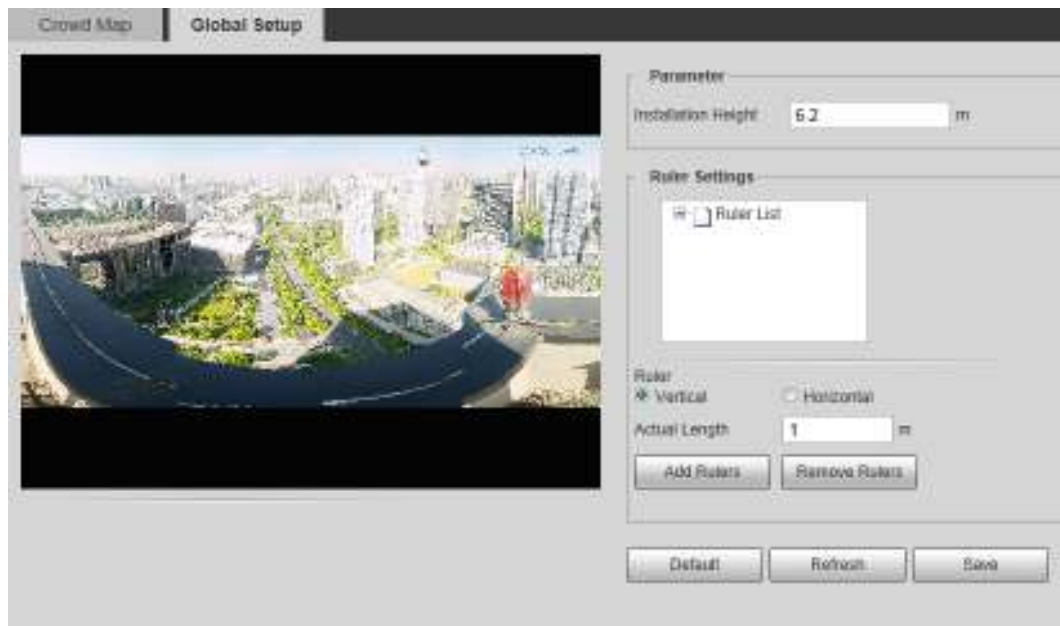 Crowd Map Global Setup
Parameter
Installation Height 6.2 m
Ruler Settings
Ruler List
Ruler
Vertical Horizontal
Actual Length 1 m
Add Rulers Remove Rulers
Default Refresh Save